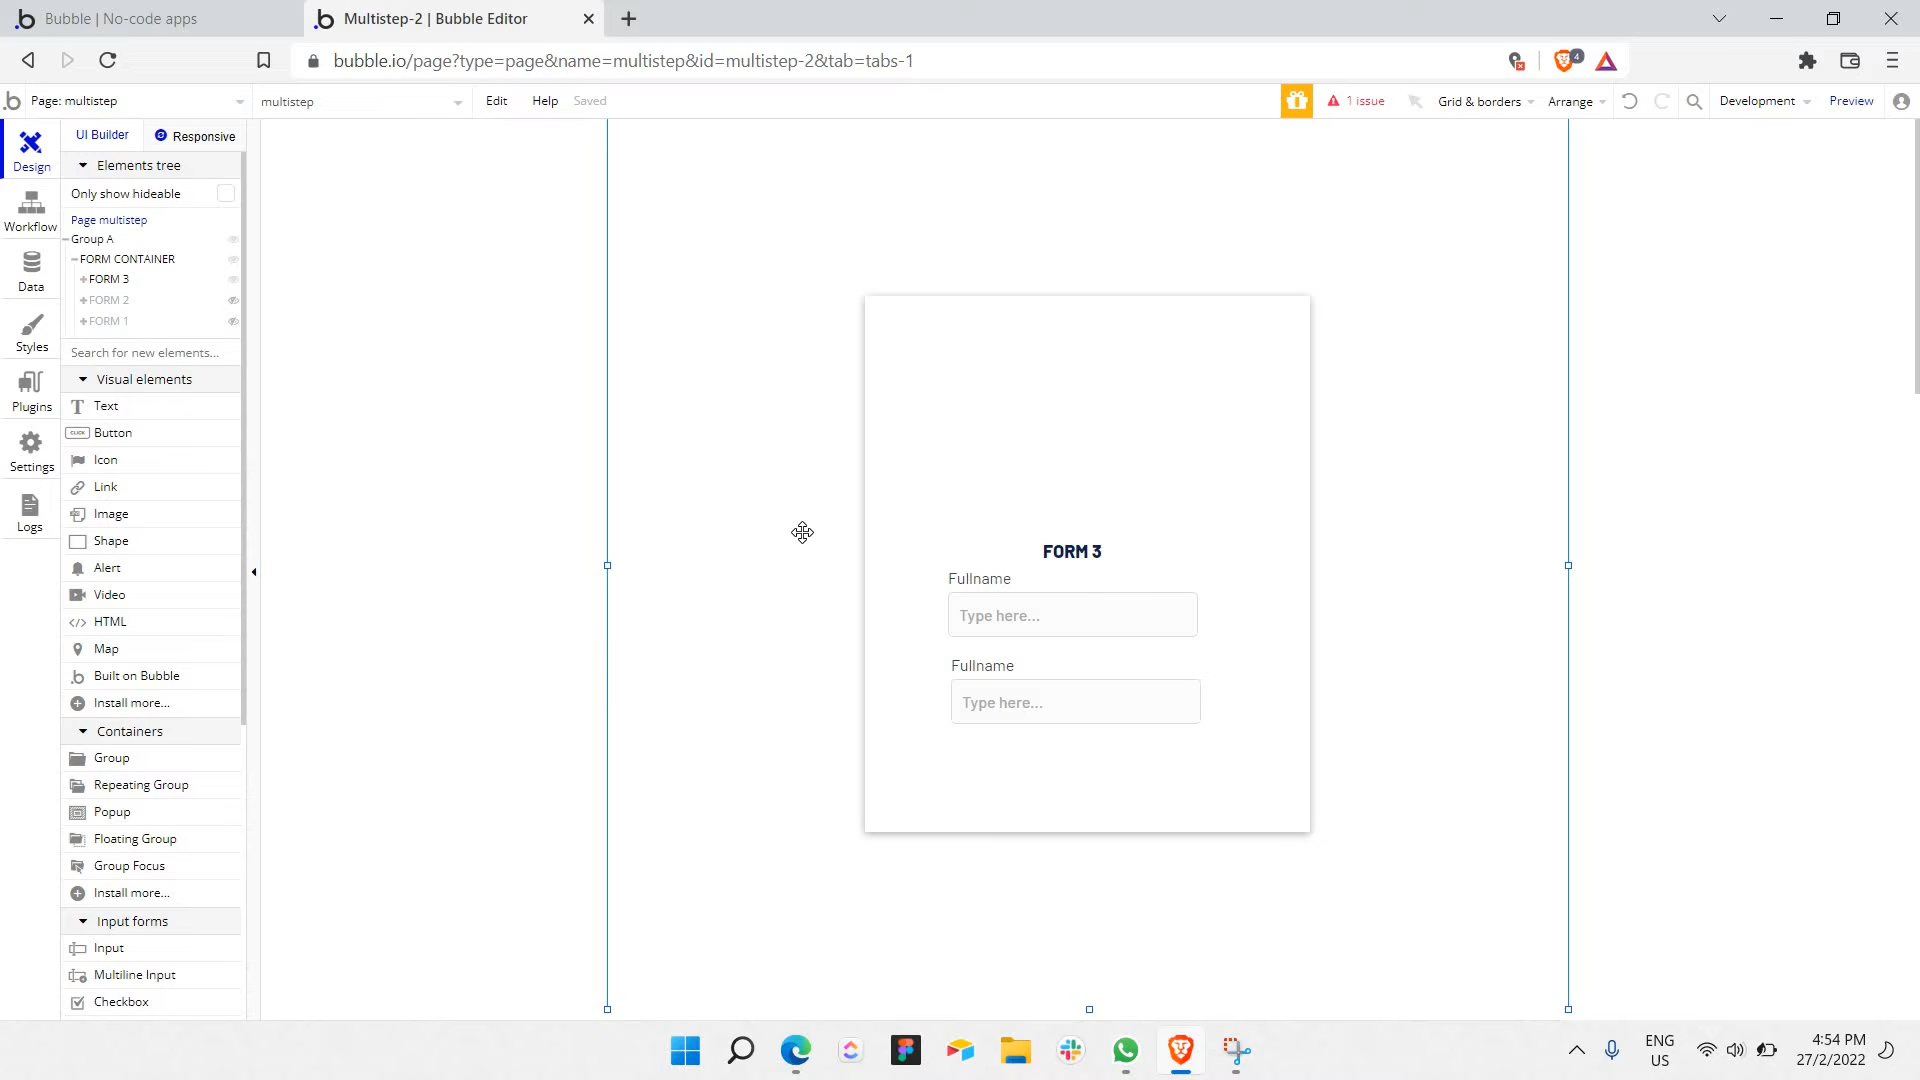 Bubble | No-code apps
Multistep-2 | Bubble Editor
bubble.io/page?type=page&name=multistep&id=multistep-2&tab=tabs-1
4
Page: multistep
multistep
Edit
Help
Saved
1 issue
Grid & borders
Arrange
Development
Preview
Design
Workflow
Data
Styles
Plugins
Settings
Logs
UI Builder
Responsive
Elements tree
Only show hideable
Page multistep
Group A
FORM CONTAINER
FORM 3
FORM 2
FORM 1
Search for new elements...
Visual elements
Text
CLICK Button
Icon
Link
Image
Shape
Alert
Video
HTML
Map
Built on Bubble
Install more...
Containers
Group
Repeating Group
Popup
Floating Group
Group Focus
Install more...
Input forms
Input
Multiline Input
Checkbox
FORM 3
Fullname
Type here...
Fullname
Type here...
ENG
US
4:54 PM
27/2/2022